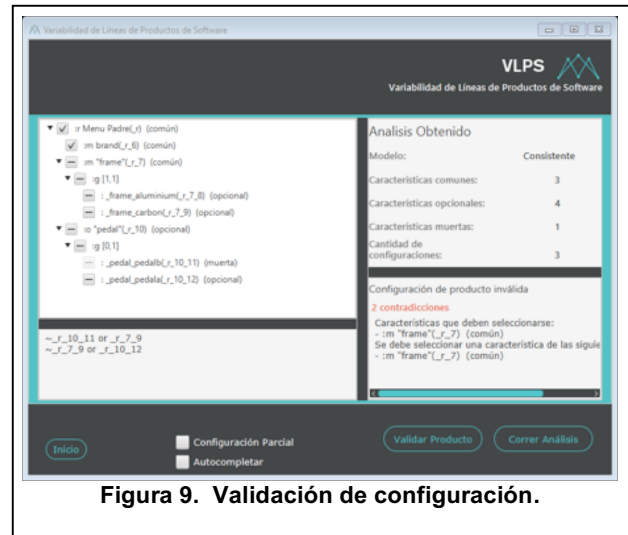 Variabilidad de Líneas de Productos de Software
VLPS
Variabilidad de Líneas de Productos de Software
:r Menu Padre(_r) (común)
:m brand(_r_6) (común)
:m "frame"(_r_7) (común)
:g [1,1]
: _frame_aluminium(_r_7_8) (opcional)
: _frame_carbon(_r_7_9) (opcional)
:o "pedal"(_r_10) (opcional)
:g [0,1]
: _pedal_pedalb(_r_10_11) (muerta)
: _pedal_pedala(_r_10_12) (opcional)
~_r_10_11 or _r_7_9
~_r_7_9 or _r_10_12
Analisis Obtenido
Modelo: Consistente
Características comunes: 3
Características opcionales: 4
Características muertas: 1
Cantidad de
configuraciones: 3
Configuración de producto inválida
2 contradicciones
Características que deben seleccionarse:
- :m "frame"(_r_7) (común)
Se debe seleccionar una característica de las siguie
- :m "frame"(_r_7) (común)
Inicio
Configuración Parcial
Autocompletar
Validar Producto
Correr Análisis
Figura 9. Validación de configuración.